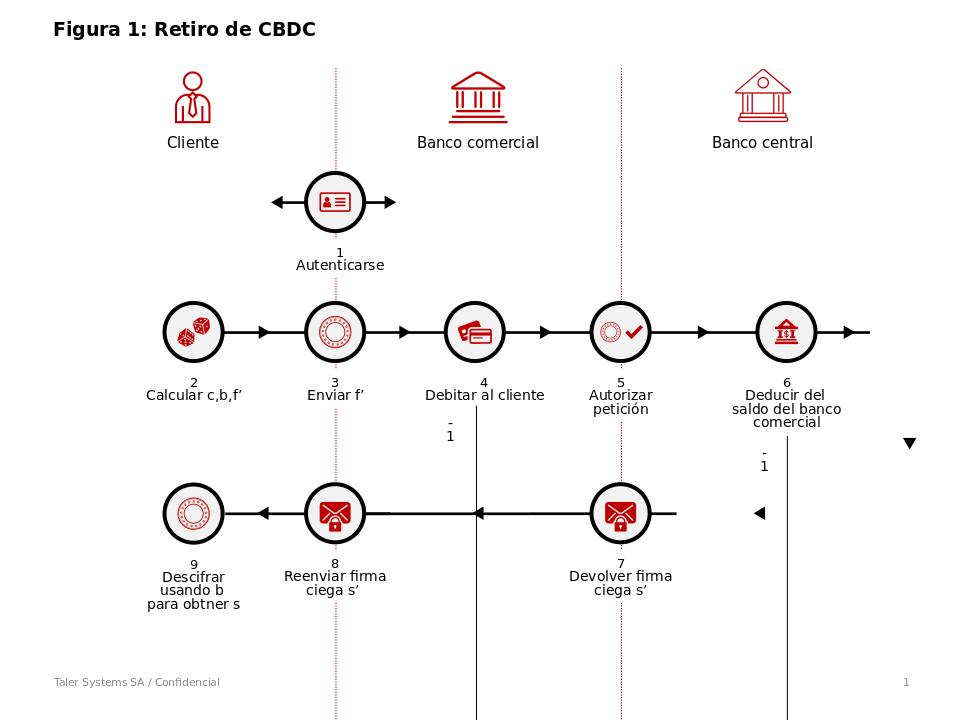 Figura 1: Retiro de CBDC
Cliente
Banco comercial
Banco central
1
Autenticarse
2
Calcular c,b,f’
3
Enviar f’
4
Debitar al cliente
-
1
5
Autorizar
petición
6
Deducir del
saldo del banco
comercial
-
1
7
Devolver firma
ciega s’
8
Reenviar firma
ciega s’
9
Descifrar
usando b
para obtner s
Taler Systems SA / Confidencial
1